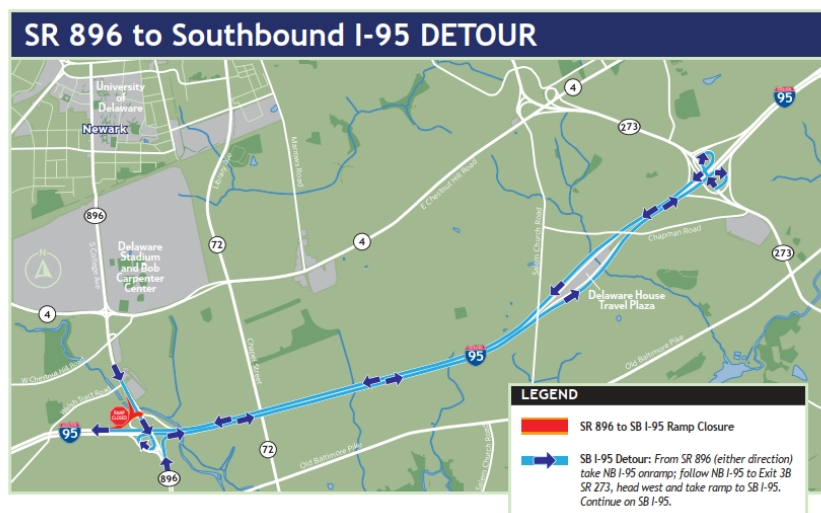 SR 896 to Southbound I-95 DETOUR
University
of
Delaware
Newark
4
95
273
Library Ave
Marrows Road
E Chestnut Hill Road
896
S College Ave
Delaware
Stadium
and Bob
Carpenter
Center
N
72
4
Salem Church Road
Chapman Road
273
Delaware House
Travel Plaza
4
W Chestnut Hill Road
Welsh Tract Road
Chapel Street
95
Old Baltimore Pike
RAMP
CLOSED
95
72
Old Baltimore Pike
Salem Church Road
896
LEGEND
SR 896 to SB I-95 Ramp Closure
SB I-95 Detour: From SR 896 (either direction)
take NB I-95 onramp; follow NB I-95 to Exit 3B
SR 273, head west and take ramp to SB I-95.
Continue on SB I-95.